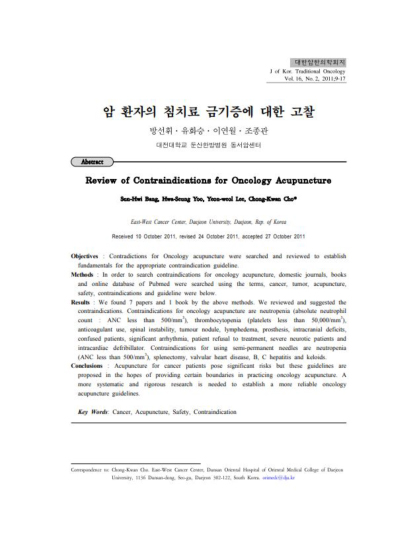 대한암한의학회지
J of Kor. Traditional Oncology
Vol. 16, No. 2, 2011;9-17
암 환자의 침치료 금기증에 대한 고찰
방선휘 · 유화승 · 이연월 · 조종관
대전대학교 둔산한방병원 동서암센터
Abstract
Review of Contraindications for Oncology Acupuncture
Sun-Hwi Bang, Hwa-Seung Yoo, Yeon-weol Lee, Chong-Kwan Cho*
East-West Cancer Center, Daejeon University, Daejeon, Rep. of Korea
Received 10 October 2011, revised 24 October 2011, accepted 27 October 2011
Objectives : Contradictions for Oncology acupuncture were searched and reviewed to establish
fundamentals for the appropriate contraindication guideline.
Methods : In order to search contraindications for oncology acupuncture, domestic journals, books
and online database of Pubmed were searched using the terms, cancer, tamor, acupuncture,
safety, contraindications and guideline were below.
Results : We found 7 papers and 1 book by the above methods. We reviewed and suggested the
contraindications. Contraindications for oncology acupuncture are neutropenia (absolute neutrophil
count : ANC less than 500/mm³), thrombocytopenia (platelets less than 50,000/mm³),
anticoagulant use, spinal instability, tumour nodule, lymphedema, prosthesis, intracranial deficits,
confused patients, significant arrhythmia, patient refusal to treatment, severe neurotic patients and
intracardiac defribillator. Contraindications for using semi-permanent needles are neutropenia
(ANC less than 500/mm³), splenectomy, valvular heart disease, B, C hepatitis and keloids.
Conclusions : Acupuncture for cancer patients pose significant risks but these guidelines are
proposed in the hopes of providing certain boundaries in practicing oncology acupuncture. A
more systematic and rigorous research is needed to establish a more reliable oncology
acupuncture guidelines.
Key Words: Cancer, Acupuncture, Safety, Contraindication
Correspondence to: Chong-Kwan Cho, East-West Cancer Center, Dunsan Oriental Hospital of Oriental Medical College of Daejeon
University, 1136 Dunsan-dong, Seo-gu, Daejeon 302-122, South Korea.